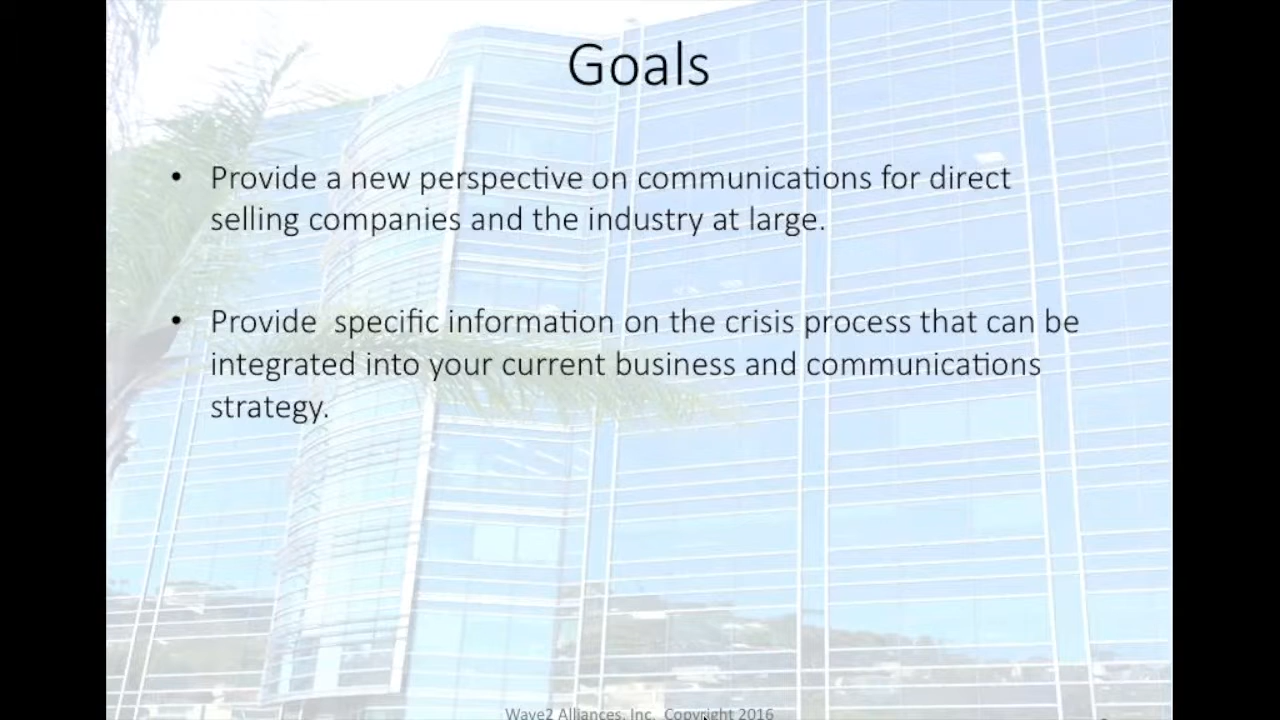 Goals
• Provide a new perspective on communications for direct
selling companies and the industry at large.
• Provide  specific information on the crisis process that can be
integrated into your current business and communications
strategy.
Wave2 Alliances, Inc.  Copyright 2016